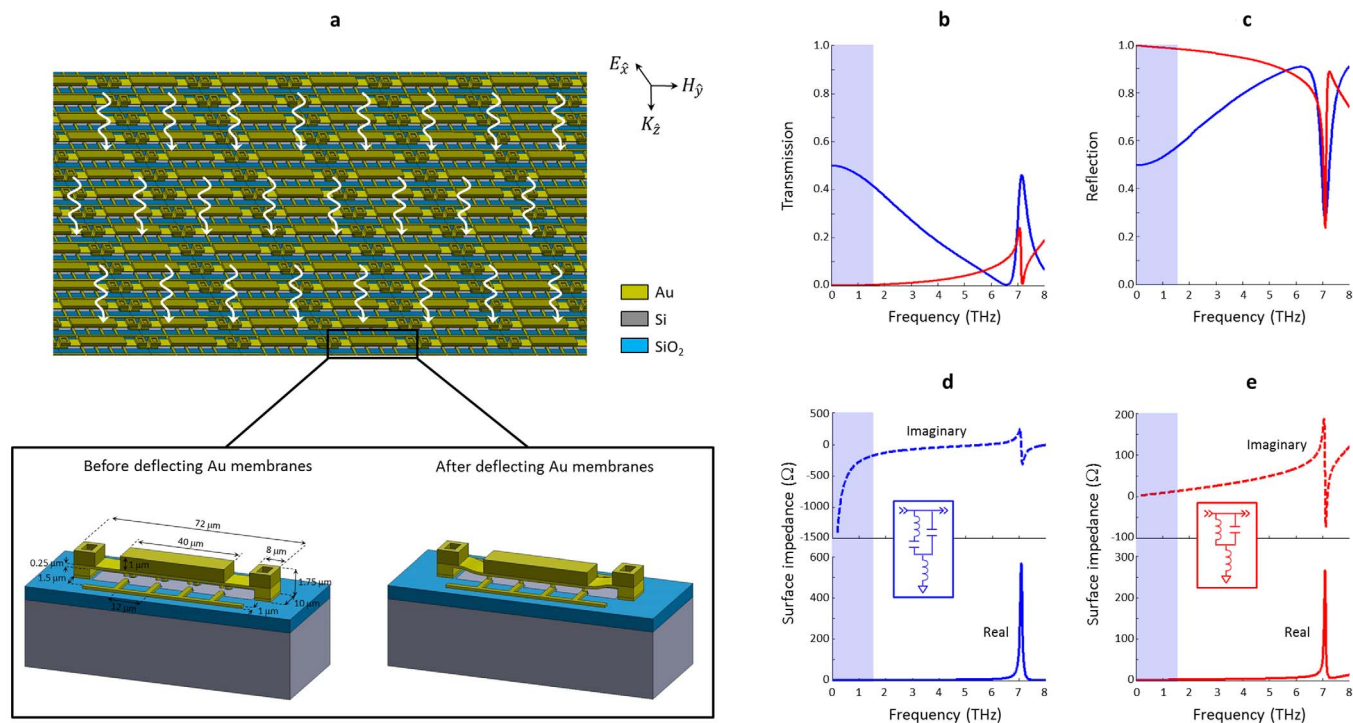 a
E_x̂
H_ŷ
K_ẑ
Au
Si
SiO₂
Before deflecting Au membranes
After deflecting Au membranes
72 μm
40 μm
8 μm
0.25 μm
1 μm
1.75 μm
1.5 μm
12 μm
10 μm
1 μm
b
Transmission
1.0
0.8
0.6
0.4
0.2
0.0
0 1 2 3 4 5 6 7 8
Frequency (THz)
c
Reflection
1.0
0.8
0.6
0.4
0.2
0.0
0 1 2 3 4 5 6 7 8
Frequency (THz)
d
Surface impedance (Ω)
500
0
-500
-1000
-1500
Imaginary
600
400
200
0
Real
0 1 2 3 4 5 6 7 8
Frequency (THz)
e
Surface impedance (Ω)
200
100
0
-100
Imaginary
300
200
100
0
Real
0 1 2 3 4 5 6 7 8
Frequency (THz)